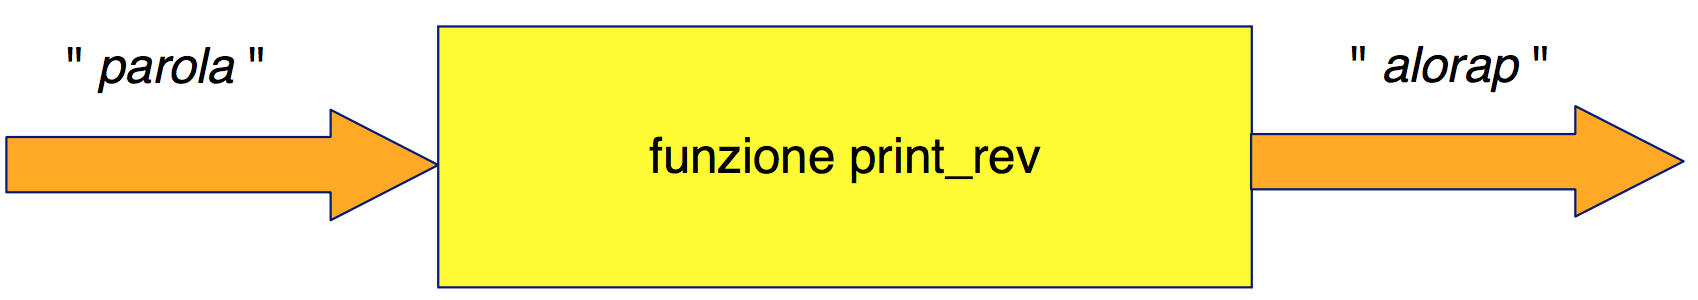 " parola "
funzione print_rev
" alorap "